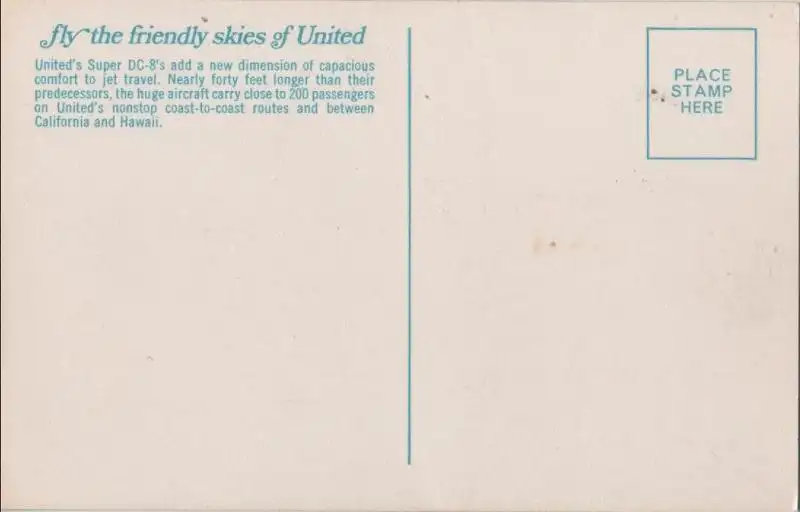 fly the friendly skies of United
United's Super DC-8's add a new dimension of capacious
comfort to jet travel. Nearly forty feet longer than their
predecessors, the huge aircraft carry close to 200 passengers
on United's nonstop coast-to-coast routes and between
California and Hawaii.
PLACE
STAMP
HERE